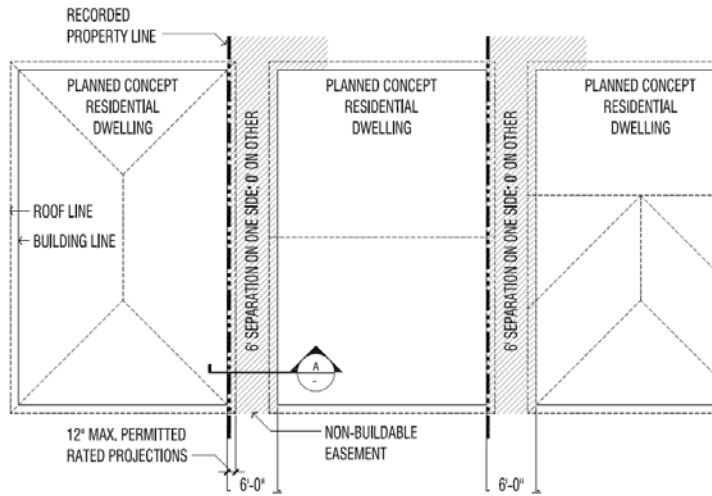 RECORDED
PROPERTY LINE
PLANNED CONCEPT
RESIDENTIAL
DWELLING
PLANNED CONCEPT
RESIDENTIAL
DWELLING
PLANNED CONCEPT
RESIDENTIAL
DWELLING
6' SEPARATION ON ONE SIDE; 0' ON OTHER
6' SEPARATION ON ONE SIDE; 0' ON OTHER
ROOF LINE
BUILDING LINE
A
-
12" MAX. PERMITTED
RATED PROJECTIONS
NON-BUILDABLE
EASEMENT
6'-0"
6'-0"